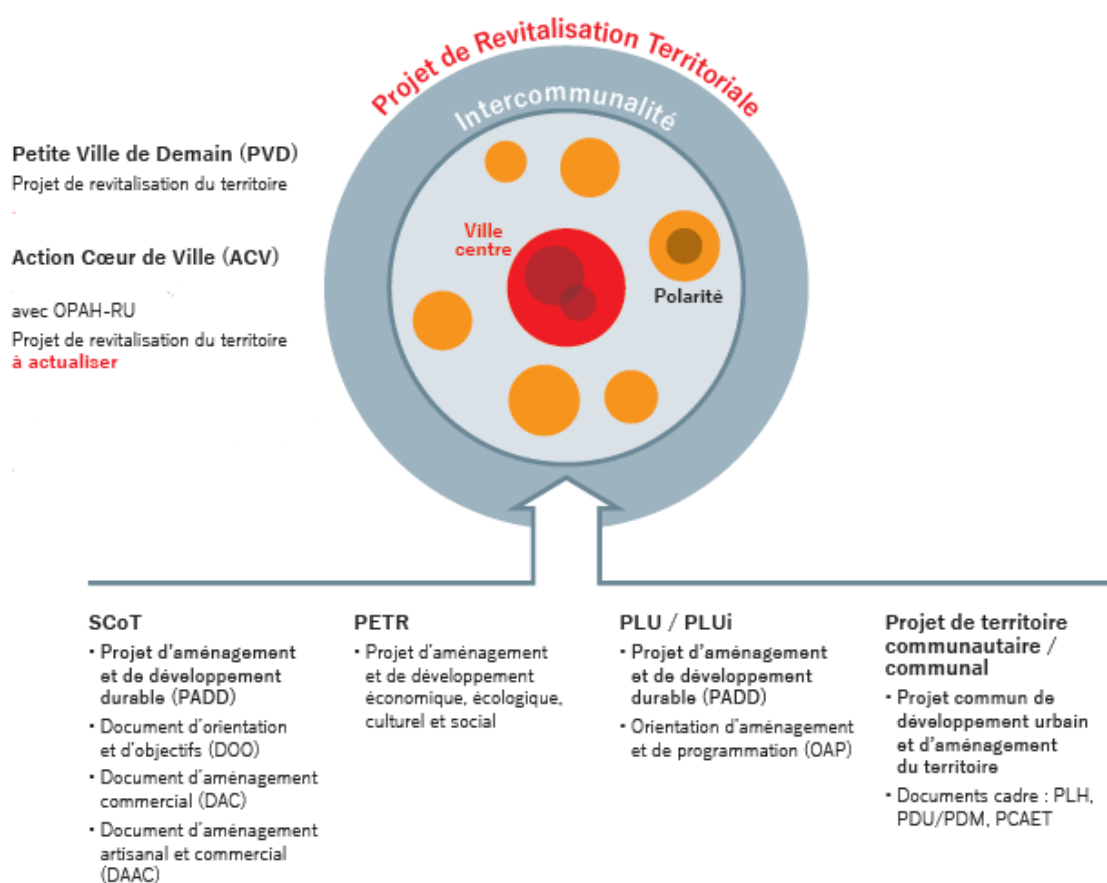 Projet de Revitalisation Territoriale
Intercommunalité
Petite Ville de Demain (PVD)
Projet de revitalisation du territoire
Action Cœur de Ville (ACV)
avec OPAH-RU
Projet de revitalisation du territoire
à actualiser
Ville
centre
Polarité
SCoT
• Projet d'aménagement
et de développement
durable (PADD)
• Document d'orientation
et d'objectifs (DOO)
• Document d'aménagement
commercial (DAC)
• Document d'aménagement
artisanal et commercial
(DAAC)
PETR
• Projet d'aménagement
et de développement
économique, écologique,
culturel et social
PLU / PLUi
• Projet d'aménagement
et de développement
durable (PADD)
• Orientation d'aménagement
et de programmation (OAP)
Projet de territoire
communautaire /
communal
• Projet commun de
développement urbain
et d'aménagement
du territoire
• Documents cadre : PLH,
PDU/PDM, PCAET